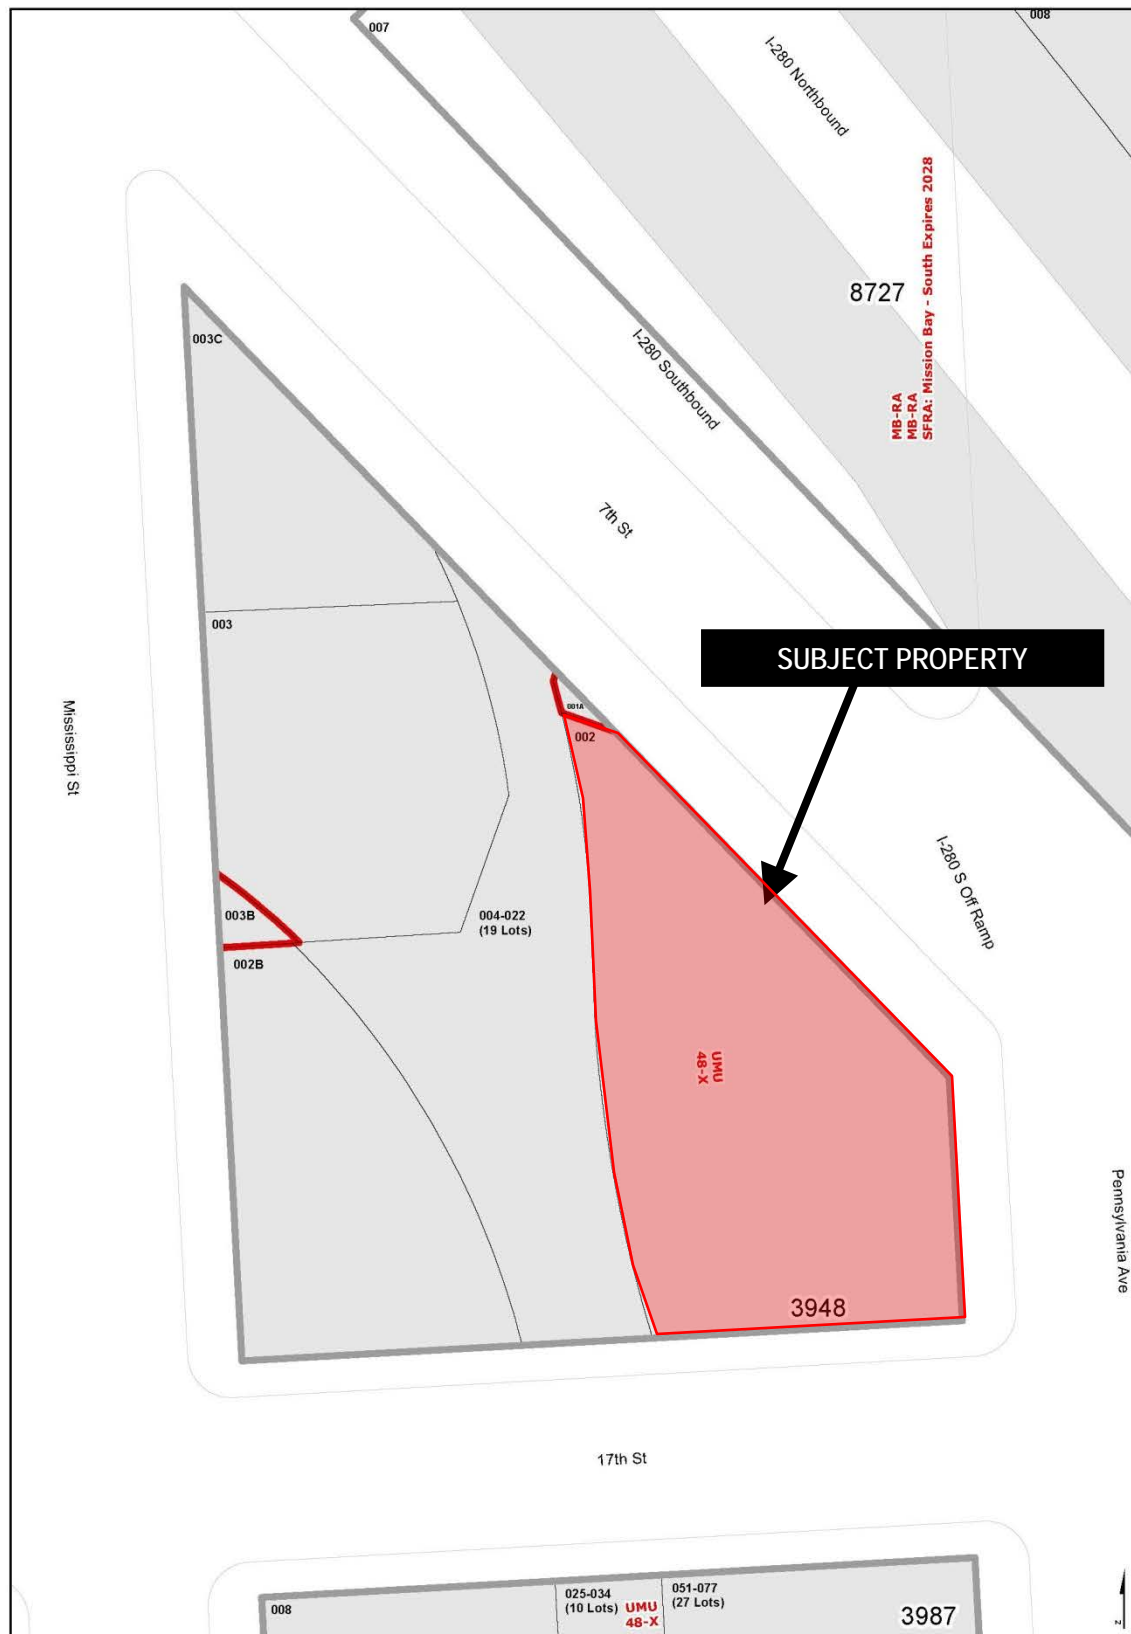 007
008
I-280 Northbound
8727
MB-RA
MB-RA
SFRA: Mission Bay - South Expires 2028
003C
I-280 Southbound
7th St
003
SUBJECT PROPERTY
Mississippi St
001A
002
I-280 S Off Ramp
003B
004-022
(19 Lots)
002B
UMU
48-X
Pennsylvania Ave
3948
17th St
008
025-034
(10 Lots)
UMU
48-X
051-077
(27 Lots)
3987
N